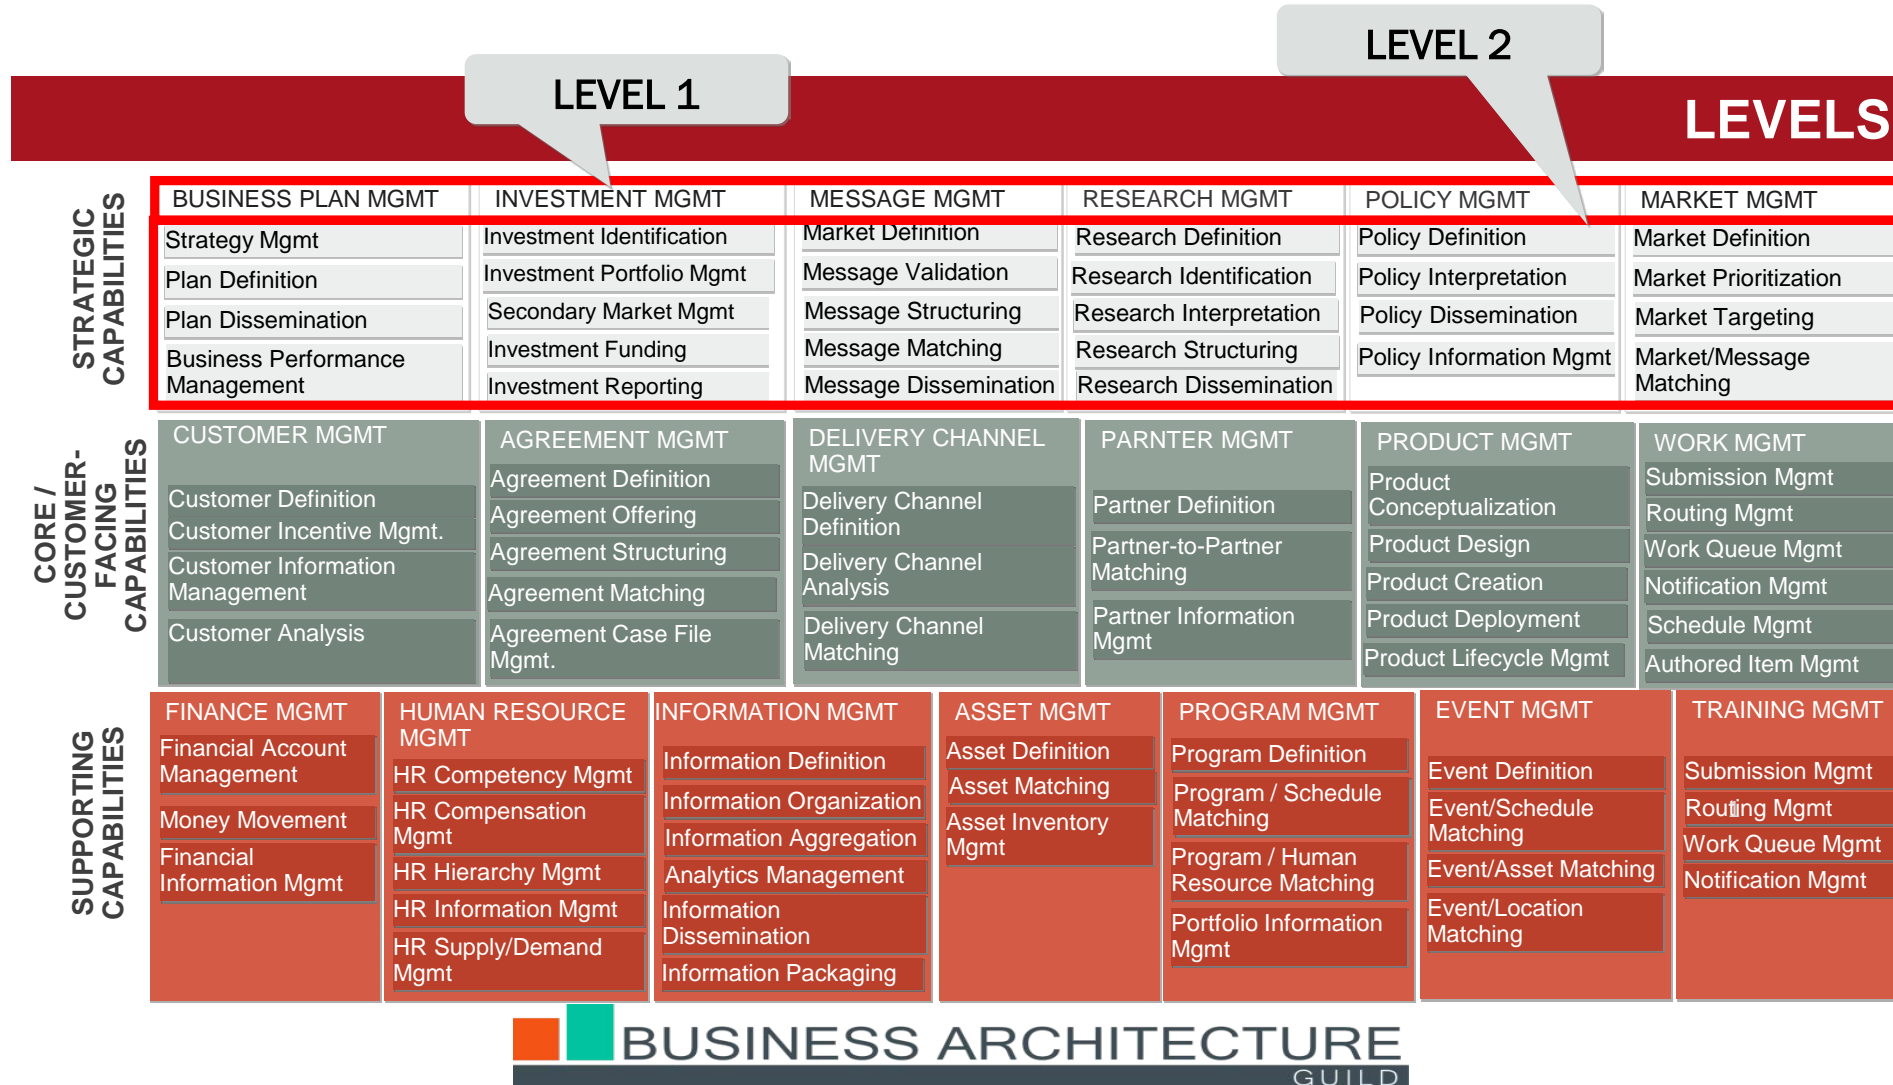 LEVEL 1
LEVEL 2
LEVELS
STRATEGIC
CAPABILITIES
BUSINESS PLAN MGMT
Strategy Mgmt
Plan Definition
Plan Dissemination
Business Performance
Management
INVESTMENT MGMT
Investment Identification
Investment Portfolio Mgmt
Secondary Market Mgmt
Investment Funding
Investment Reporting
MESSAGE MGMT
Market Definition
Message Validation
Message Structuring
Message Matching
Message Dissemination
RESEARCH MGMT
Research Definition
Research Identification
Research Interpretation
Research Structuring
Research Dissemination
POLICY MGMT
Policy Definition
Policy Interpretation
Policy Dissemination
Policy Information Mgmt
MARKET MGMT
Market Definition
Market Prioritization
Market Targeting
Market/Message
Matching
CORE /
CUSTOMER-
FACING
CAPABILITIES
CUSTOMER MGMT
Customer Definition
Customer Incentive Mgmt.
Customer Information
Management
Customer Analysis
AGREEMENT MGMT
Agreement Definition
Agreement Offering
Agreement Structuring
Agreement Matching
Agreement Case File
Mgmt.
DELIVERY CHANNEL
MGMT
Delivery Channel
Definition
Delivery Channel
Analysis
Delivery Channel
Matching
PARNTER MGMT
Partner Definition
Partner-to-Partner
Matching
Partner Information
Mgmt
PRODUCT MGMT
Product
Conceptualization
Product Design
Product Creation
Product Deployment
Product Lifecycle Mgmt
WORK MGMT
Submission Mgmt
Routing Mgmt
Work Queue Mgmt
Notification Mgmt
Schedule Mgmt
Authored Item Mgmt
SUPPORTING
CAPABILITIES
FINANCE MGMT
Financial Account
Management
Money Movement
Financial
Information Mgmt
HUMAN RESOURCE
MGMT
HR Competency Mgmt
HR Compensation
Mgmt
HR Hierarchy Mgmt
HR Information Mgmt
HR Supply/Demand
Mgmt
INFORMATION MGMT
Information Definition
Information Organization
Information Aggregation
Analytics Management
Information
Dissemination
Information Packaging
ASSET MGMT
Asset Definition
Asset Matching
Asset Inventory
Mgmt
PROGRAM MGMT
Program Definition
Program / Schedule
Matching
Program / Human
Resource Matching
Portfolio Information
Mgmt
EVENT MGMT
Event Definition
Event/Schedule
Matching
Event/Asset Matching
Event/Location
Matching
TRAINING MGMT
Submission Mgmt
Routing Mgmt
Work Queue Mgmt
Notification Mgmt
BUSINESS ARCHITECTURE
GUILD